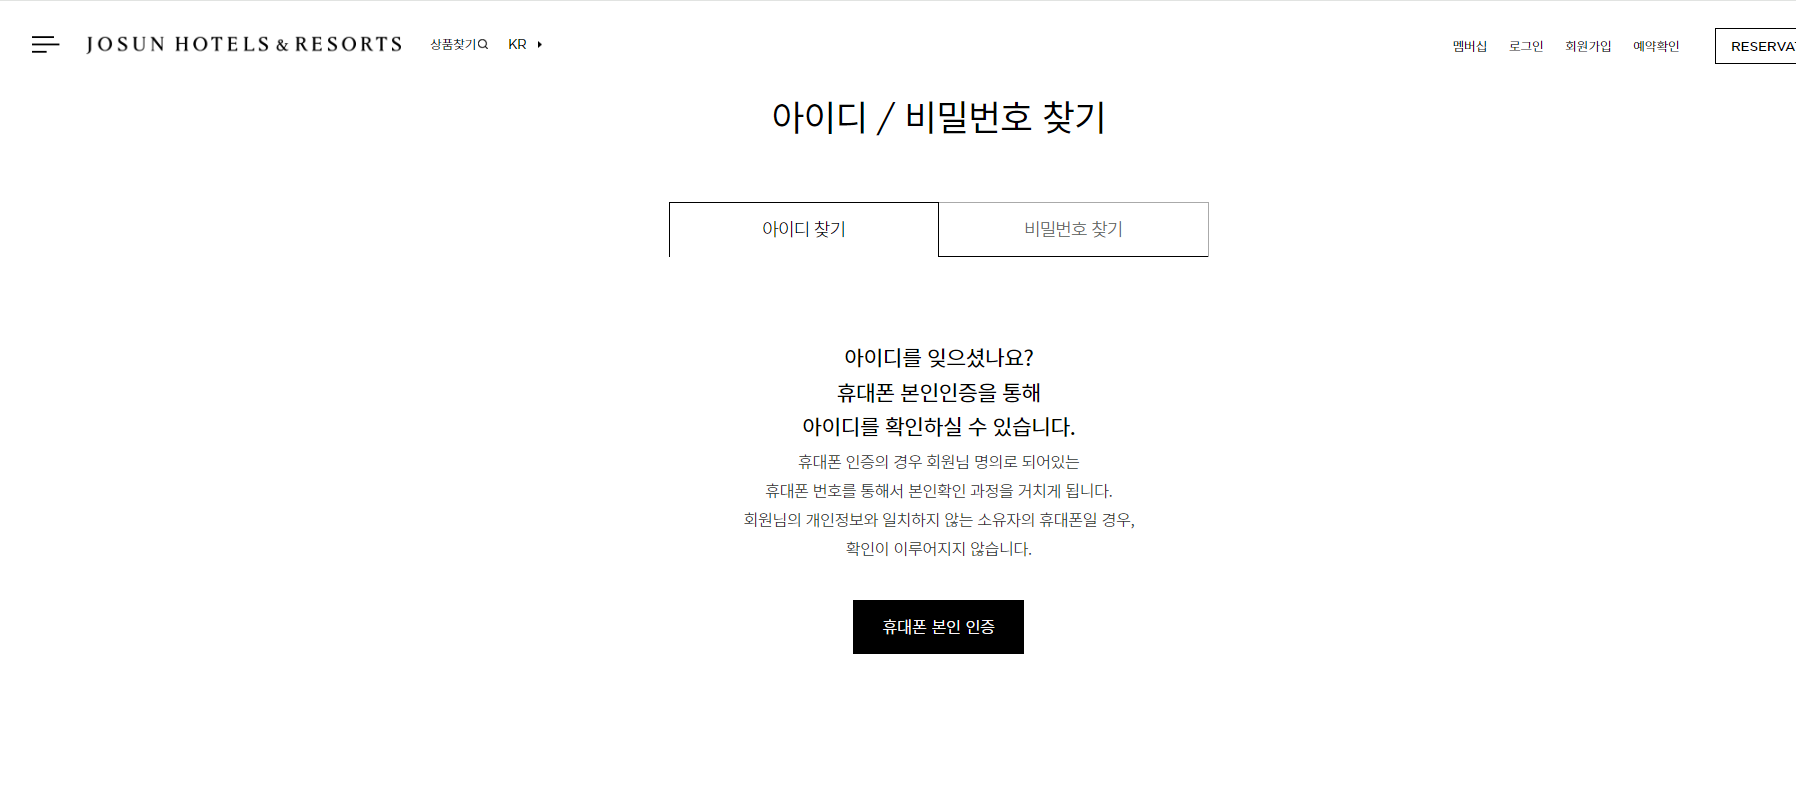 JOSUN HOTELS & RESORTS 상품찾기 KR 멤버십 로그인 회원가입 예약확인
아이디 / 비밀번호 찾기
아이디 찾기 비밀번호 찾기
아이디를 잊으셨나요?
휴대폰 본인인증을 통해
아이디를 확인하실 수 있습니다.
휴대폰 인증의 경우 회원님 명의로 되어있는
휴대폰 번호를 통해서 본인확인 과정을 거치게 됩니다.
회원님의 개인정보와 일치하지 않는 소유자의 휴대폰일 경우,
확인이 이루어지지 않습니다.
휴대폰 본인 인증